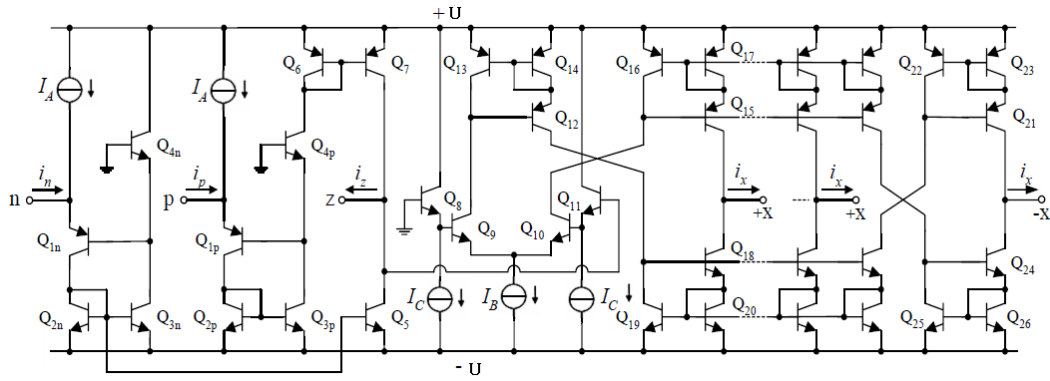 + U
Q6
Q7
Q13
Q14
Q16
Q17
Q22
Q23
IA
IA
Q12
Q15
Q21
Q4n
Q4p
in
ip
iz
Q8
Q11
ix
ix
ix
n
p
z
+X
+X
-X
Q9
Q10
Q1n
Q1p
Q18
Q24
IC
IB
IC
Q2n
Q3n
Q2p
Q3p
Q5
Q19
Q20
Q25
Q26
- U